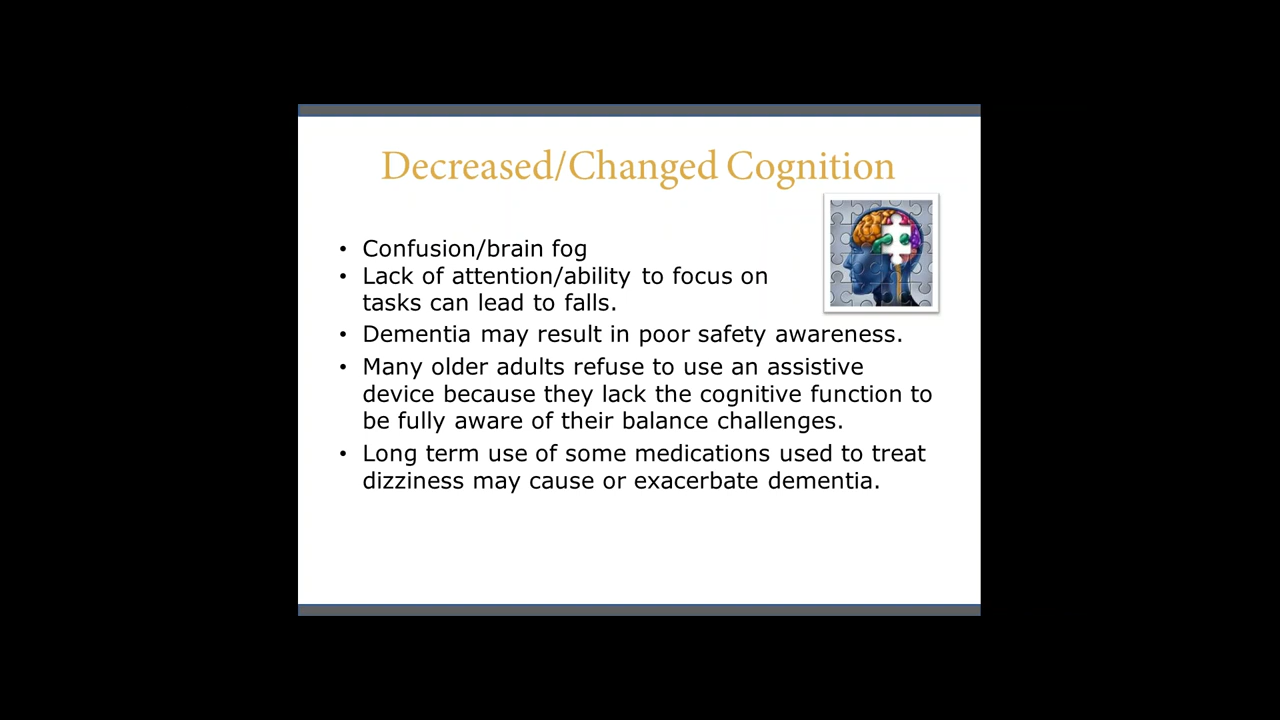 Decreased/Changed Cognition
• Confusion/brain fog
• Lack of attention/ability to focus on
tasks can lead to falls.
• Dementia may result in poor safety awareness.
• Many older adults refuse to use an assistive
device because they lack the cognitive function to
be fully aware of their balance challenges.
• Long term use of some medications used to treat
dizziness may cause or exacerbate dementia.